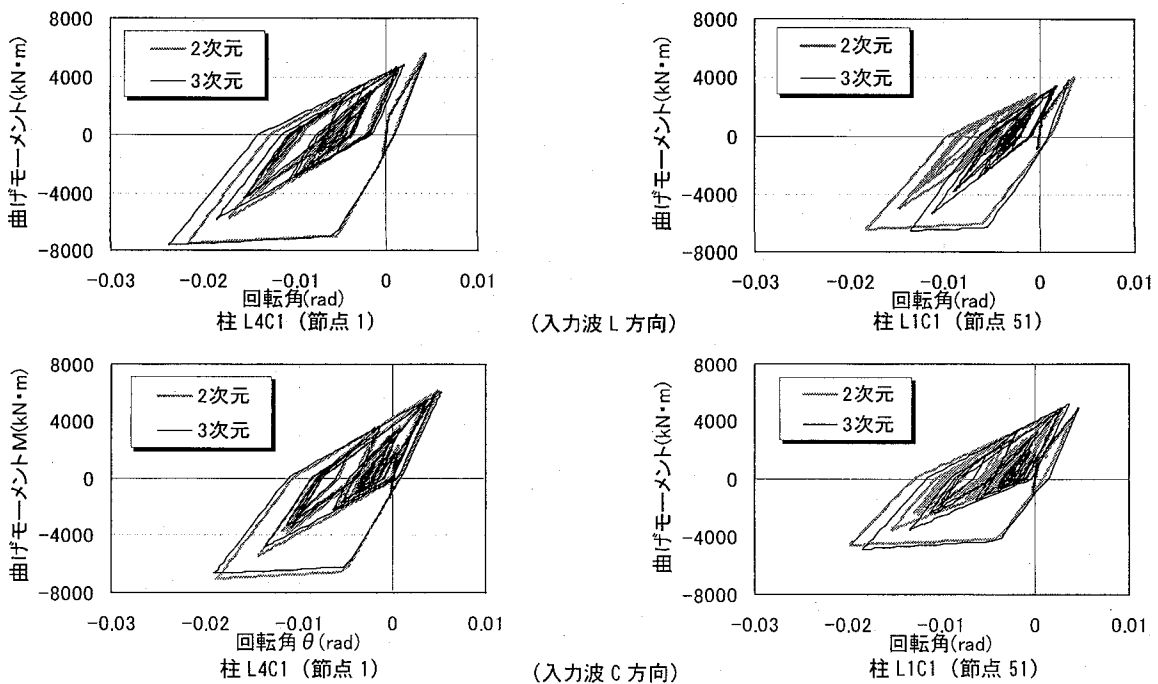 8000
4000
0
-4000
-8000
曲げモーメント(kN・m)
2次元
3次元
-0.03
-0.02
-0.01
0
0.01
回転角(rad)
柱 L4C1 (節点 1)
(入力波 L 方向)
8000
4000
0
-4000
-8000
曲げモーメント(kN・m)
2次元
3次元
-0.03
-0.02
-0.01
0
0.01
回転角(rad)
柱 L1C1 (節点 51)
8000
4000
0
-4000
-8000
曲げモーメントM(kN・m)
2次元
3次元
-0.03
-0.02
-0.01
0
0.01
回転角θ(rad)
柱 L4C1 (節点 1)
(入力波 C 方向)
8000
4000
0
-4000
-8000
曲げモーメント(kN・m)
2次元
3次元
-0.03
-0.02
-0.01
0
0.01
回転角(rad)
柱 L1C1 (節点 51)